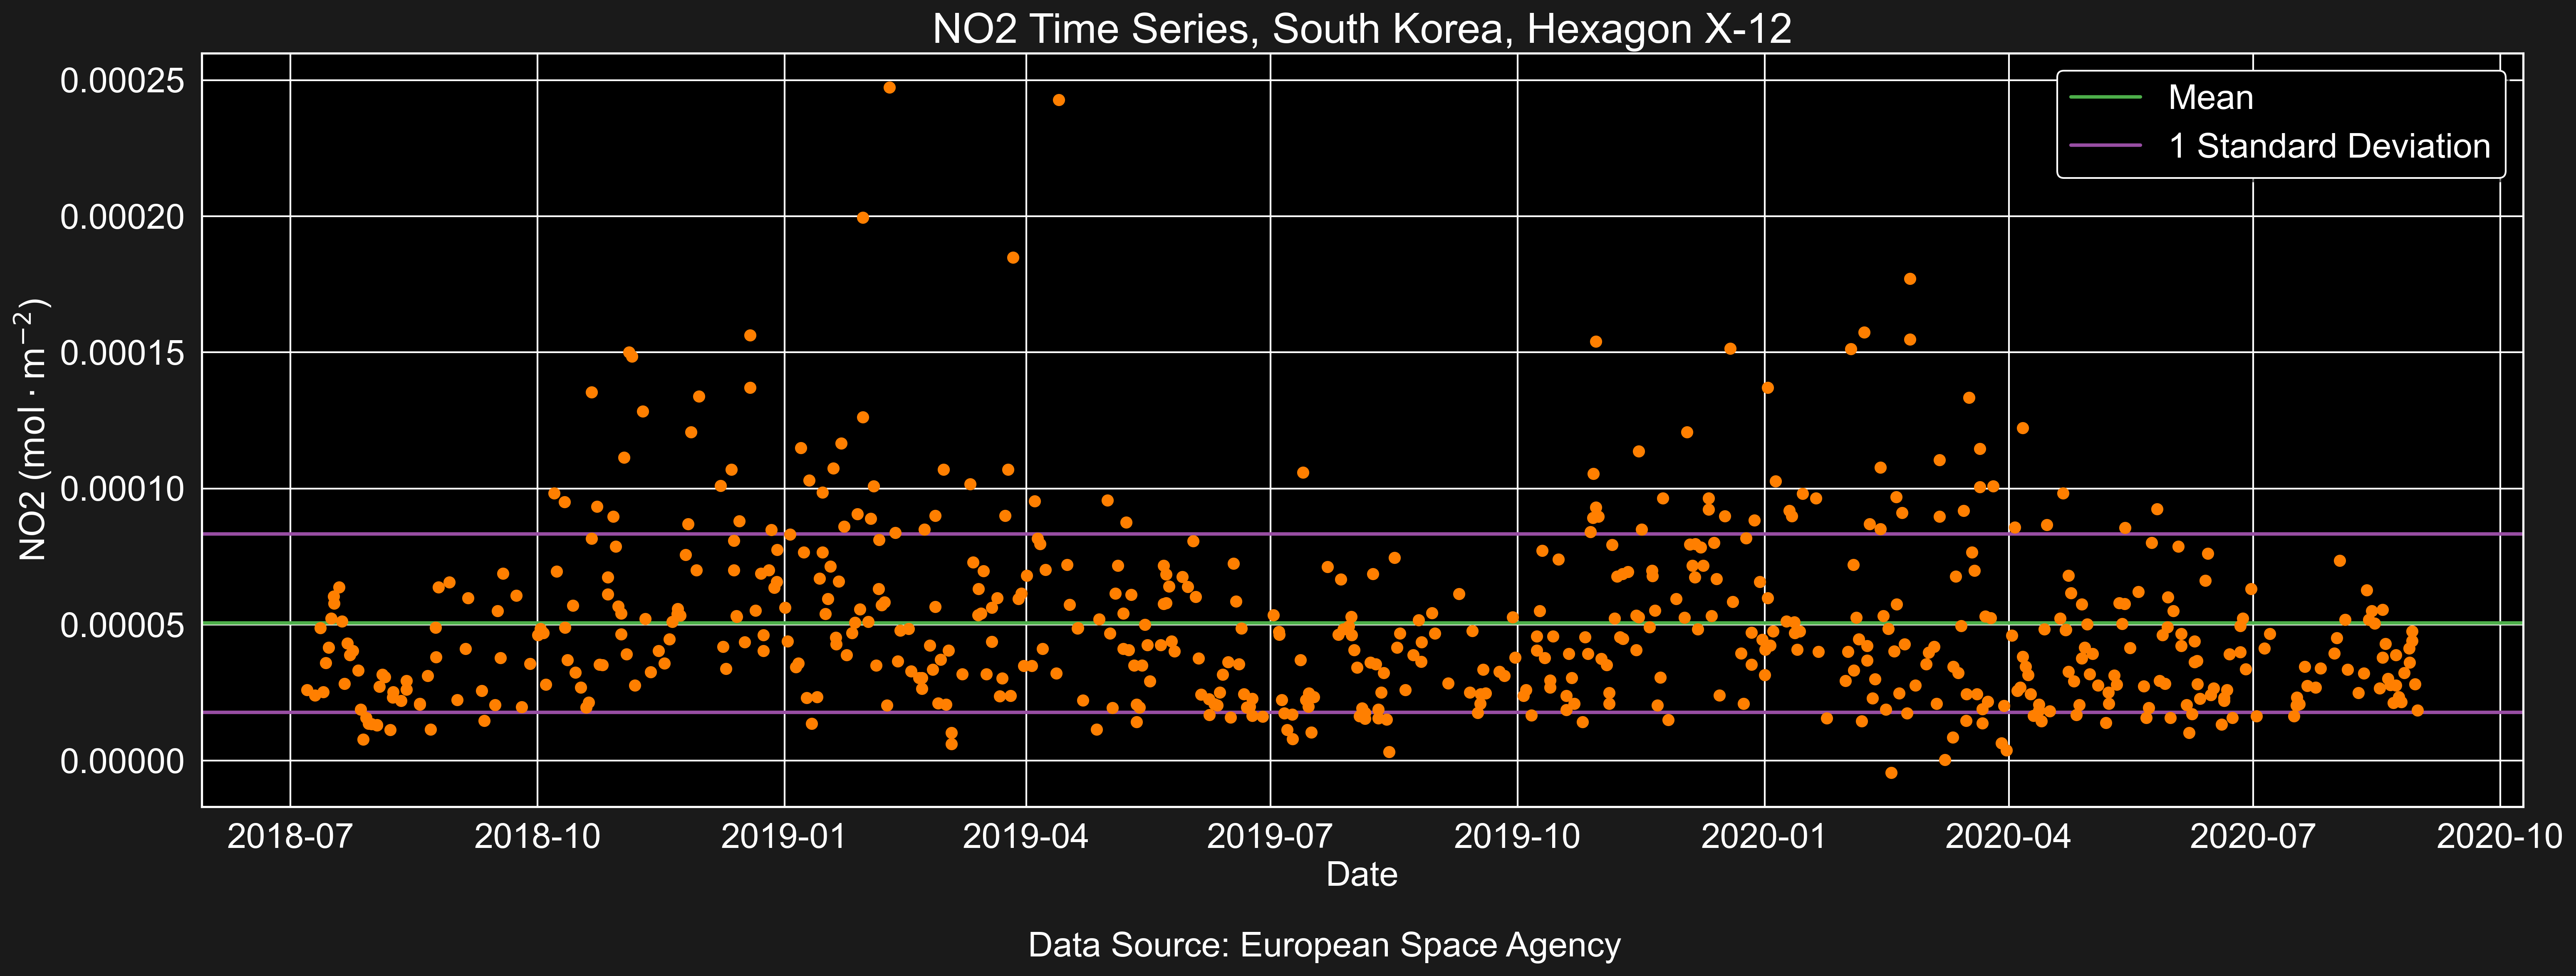 NO2 Time Series, South Korea, Hexagon X-12
Mean
1 Standard Deviation
NO2 (mol · m⁻²)
0.00025
0.00020
0.00015
0.00010
0.00005
0.00000
2018-07 2018-10 2019-01 2019-04 2019-07 2019-10 2020-01 2020-04 2020-07 2020-10
Date
Data Source: European Space Agency